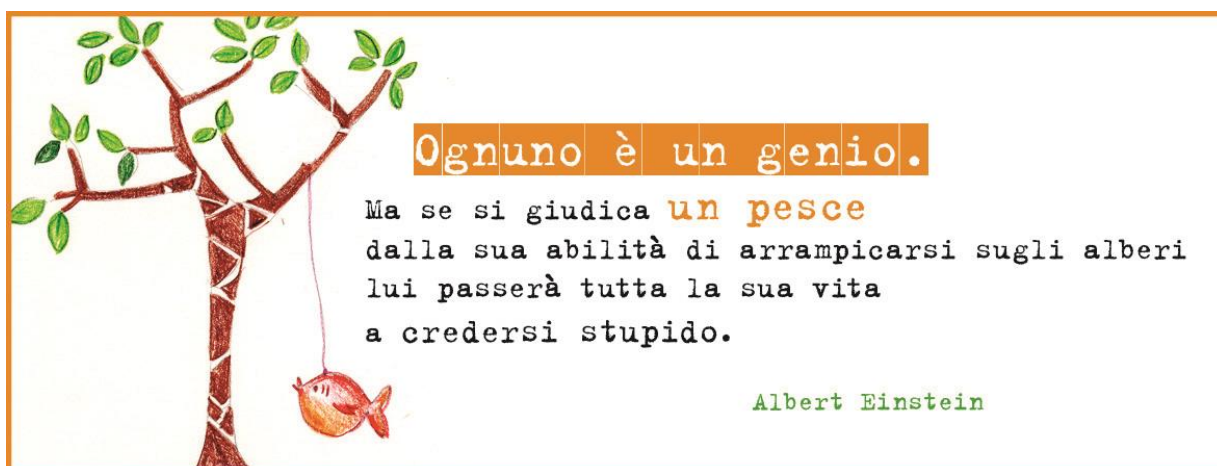 Ognuno è un genio.
Ma se si giudica un pesce
dalla sua abilità di arrampicarsi sugli alberi
lui passerà tutta la sua vita
a credersi stupido.
Albert Einstein